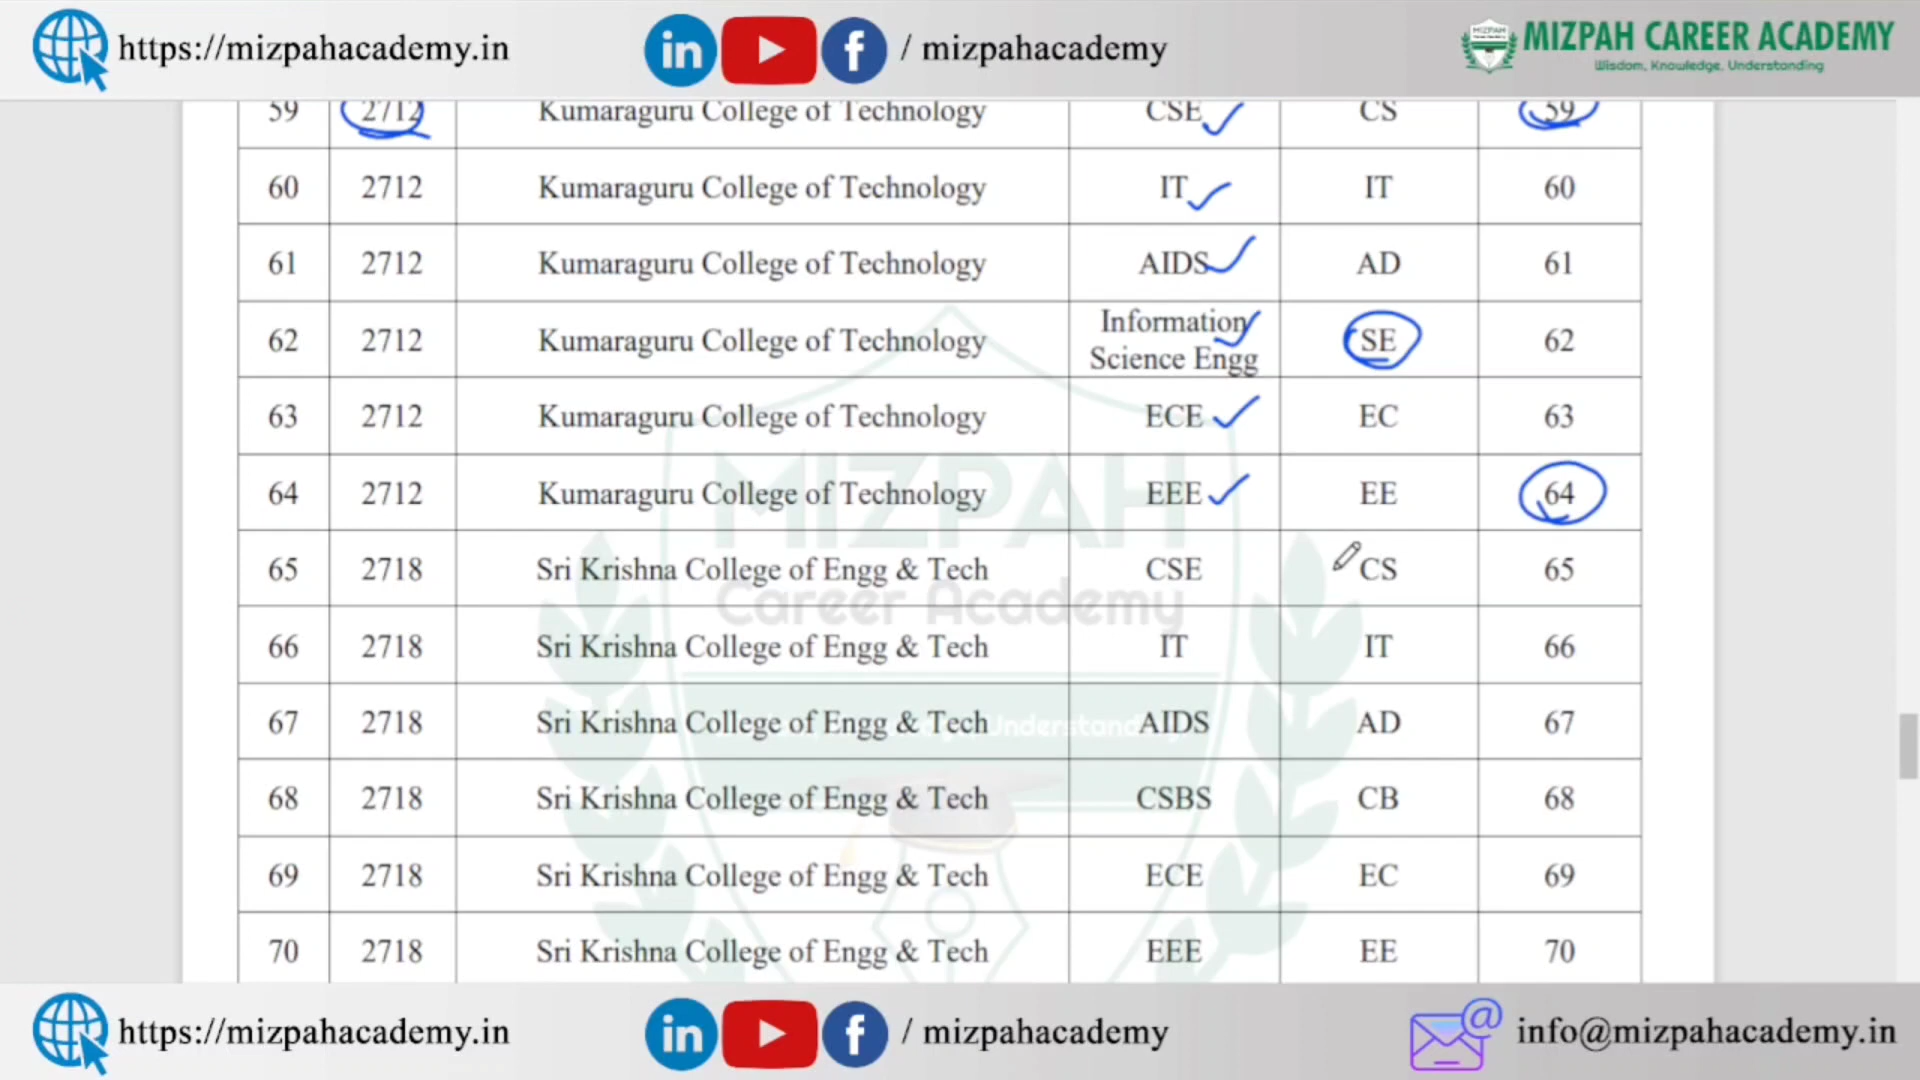 https://mizpahacademy.in
in f / mizpahacademy
MIZPAH CAREER ACADEMY
Wisdom, Knowledge, Understanding
59 2712 Kumaraguru College of Technology CSE CS 59
60 2712 Kumaraguru College of Technology IT IT 60
61 2712 Kumaraguru College of Technology AIDS AD 61
62 2712 Kumaraguru College of Technology Information Science Engg SE 62
63 2712 Kumaraguru College of Technology ECE EC 63
64 2712 Kumaraguru College of Technology EEE EE 64
65 2718 Sri Krishna College of Engg & Tech CSE CS 65
66 2718 Sri Krishna College of Engg & Tech IT IT 66
67 2718 Sri Krishna College of Engg & Tech AIDS AD 67
68 2718 Sri Krishna College of Engg & Tech CSBS CB 68
69 2718 Sri Krishna College of Engg & Tech ECE EC 69
70 2718 Sri Krishna College of Engg & Tech EEE EE 70
MIZPAH
Career Academy
https://mizpahacademy.in
in f / mizpahacademy
info@mizpahacademy.in